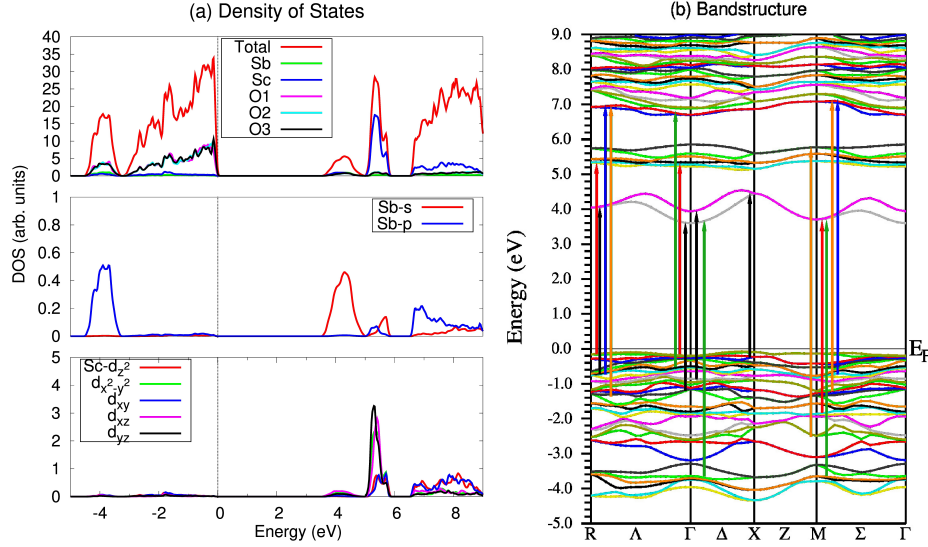 (a) Density of States
40
35
30
25
20
15
10
5
0
Total
Sb
Sc
O1
O2
O3
DOS (arb. units)
1
0.8
0.6
0.4
0.2
0
Sb-s
Sb-p
5
4
3
2
1
0
Sc-dz²
dx²-y²
dxy
dxz
dyz
-4 -2 0 2 4 6 8
Energy (eV)
(b) Bandstructure
Energy (eV)
9.0
8.0
7.0
6.0
5.0
4.0
3.0
2.0
1.0
0.0
-1.0
-2.0
-3.0
-4.0
-5.0
EF
R Λ Γ Δ X Z M Σ Γ